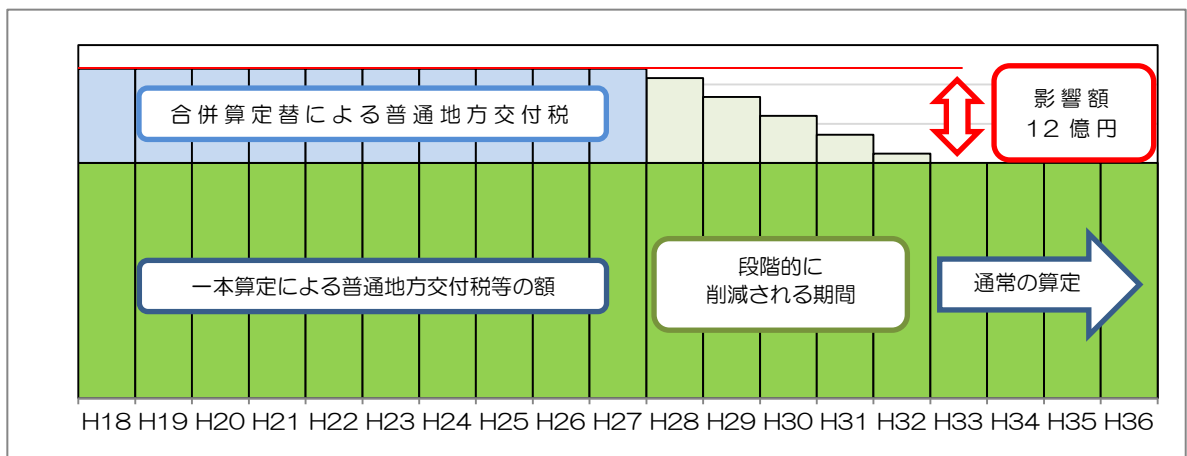 合併算定替による普通地方交付税
影響額
12億円
一本算定による普通地方交付税等の額
段階的に
削減される期間
通常の算定
H18 H19 H20 H21 H22 H23 H24 H25 H26 H27 H28 H29 H30 H31 H32 H33 H34 H35 H36